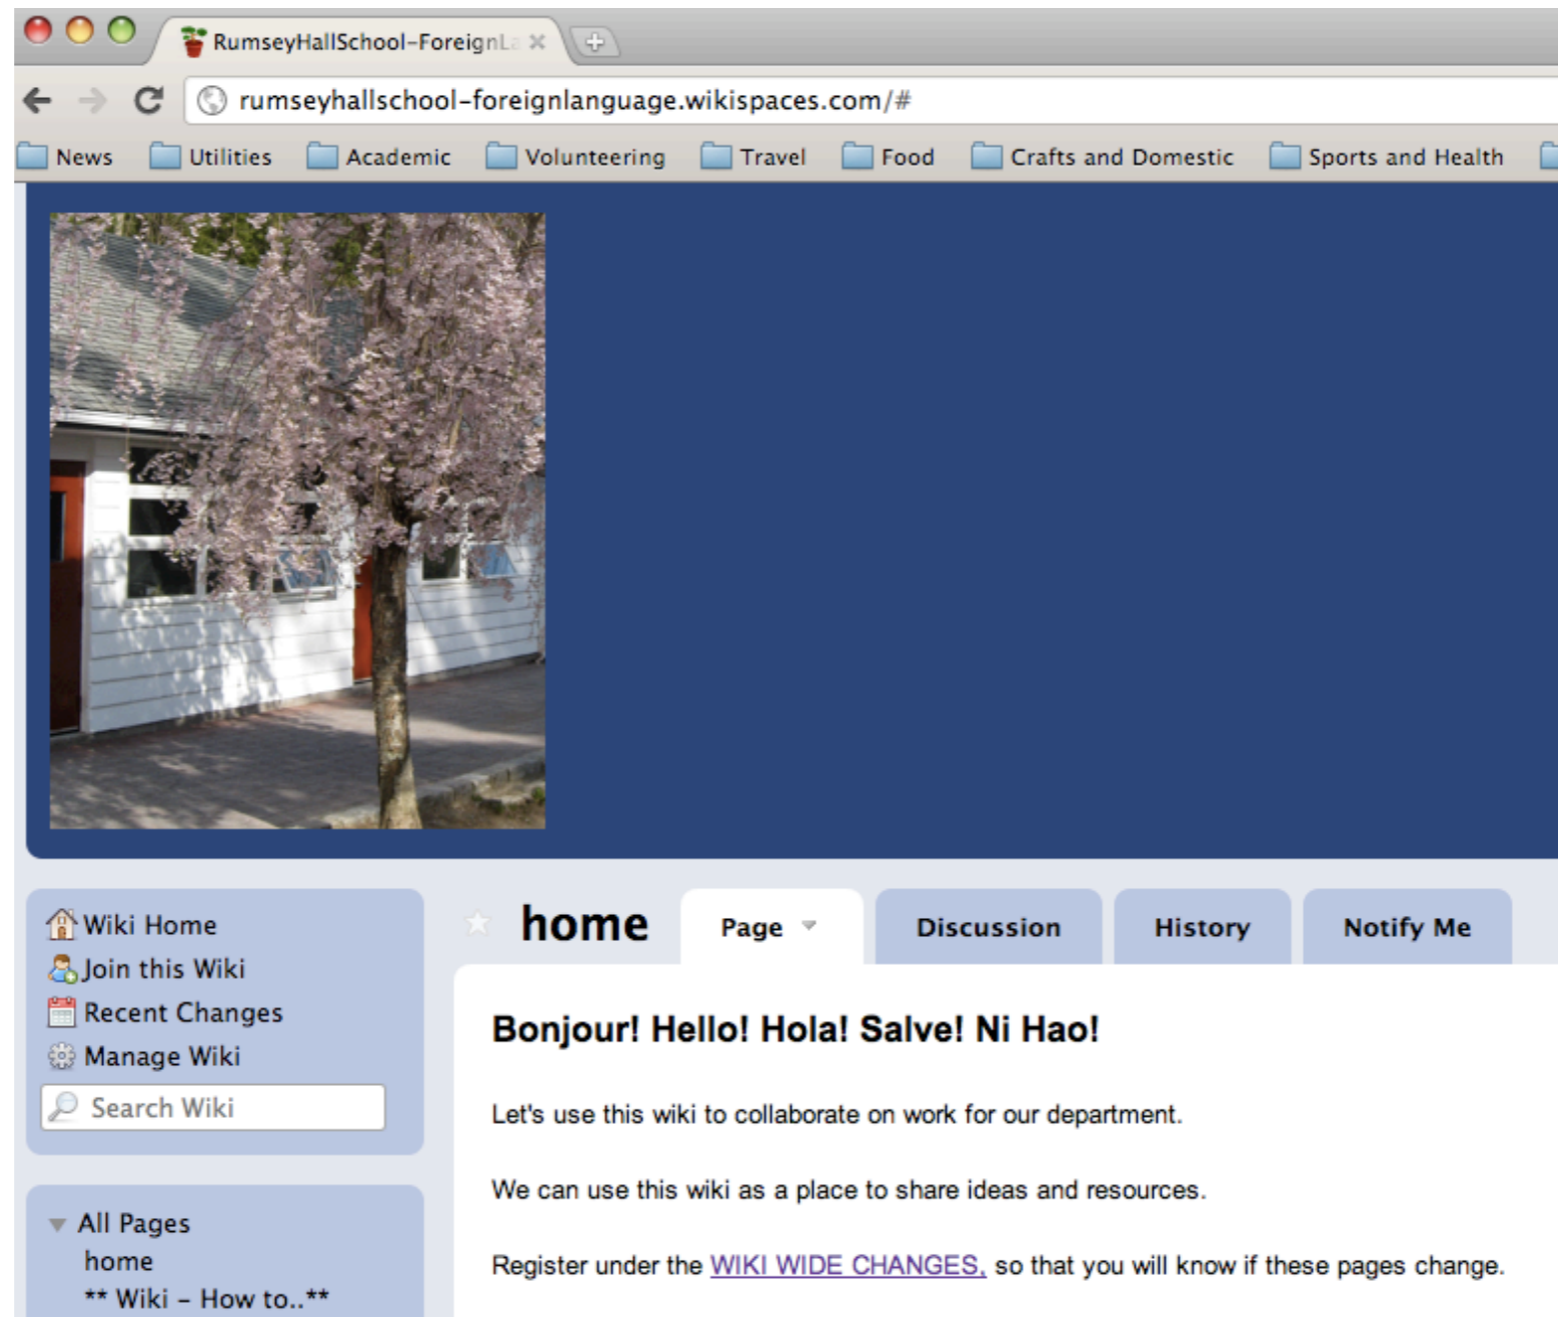 RumseyHallSchool-ForeignLa
rumseyhallschool-foreignlanguage.wikispaces.com/#
News Utilities Academic Volunteering Travel Food Crafts and Domestic Sports and Health
Wiki Home
Join this Wiki
Recent Changes
Manage Wiki
Search Wiki
All Pages
home
** Wiki - How to..**
home Page Discussion History Notify Me
Bonjour! Hello! Hola! Salve! Ni Hao!
Let's use this wiki to collaborate on work for our department.
We can use this wiki as a place to share ideas and resources.
Register under the WIKI WIDE CHANGES, so that you will know if these pages change.